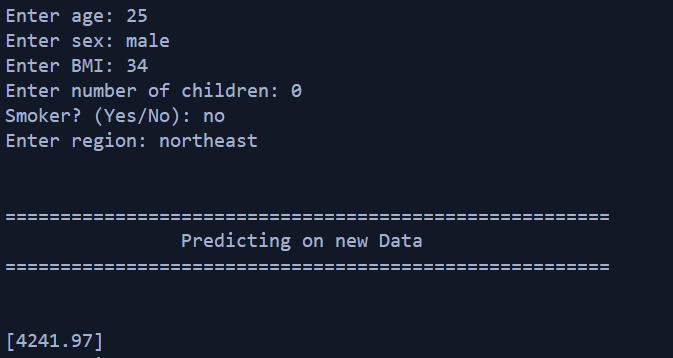 Enter age: 25
Enter sex: male
Enter BMI: 34
Enter number of children: 0
Smoker? (Yes/No): no
Enter region: northeast
=======================================================
Predicting on new Data
=======================================================
[4241.97]